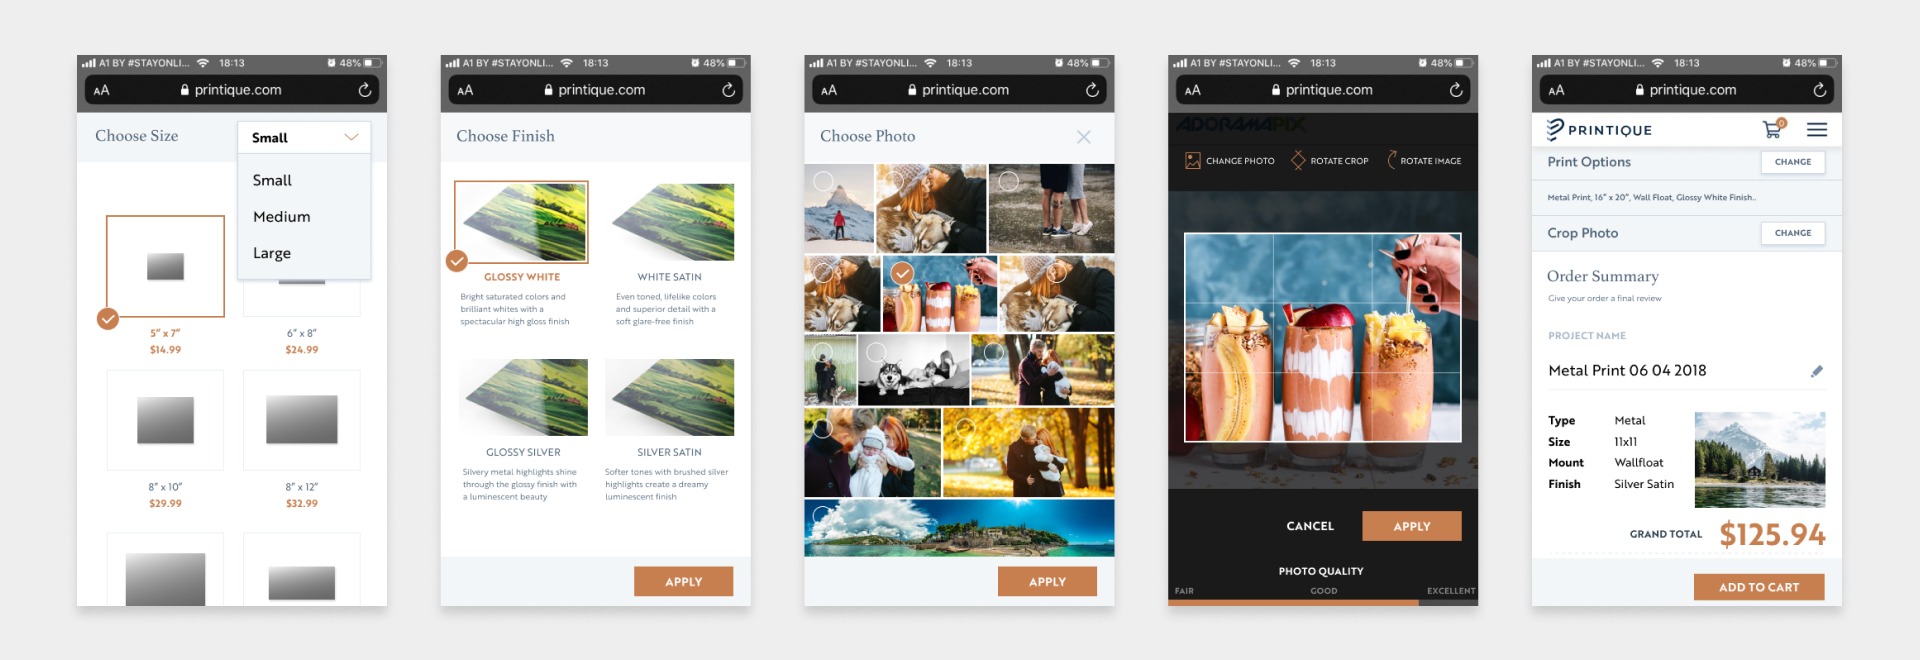 A1 BY #STAYONLI... 18:13 48%
AA printique.com
Choose Size
Small
Small
Medium
Large
5" x 7"
$14.99
6" x 8"
$24.99
8" x 10"
$29.99
8" x 12"
$32.99
A1 BY #STAYONLI... 18:13 48%
AA printique.com
Choose Finish
GLOSSY WHITE
Bright saturated colors and
brilliant whites with a
spectacular high gloss finish
WHITE SATIN
Even toned, lifelike colors
and superior detail with a
soft glare-free finish
GLOSSY SILVER
Silvery metal highlights shine
through the glossy finish with
a luminescent beauty
SILVER SATIN
Softer tones with brushed silver
highlights create a dreamy
luminescent finish
APPLY
A1 BY #STAYONLI... 18:13 48%
AA printique.com
Choose Photo
APPLY
A1 BY #STAYONLI... 18:13 48%
AA printique.com
ADORAMAPIX
CHANGE PHOTO ROTATE CROP ROTATE IMAGE
CANCEL APPLY
PHOTO QUALITY
FAIR GOOD EXCELLENT
A1 BY #STAYONLI... 18:13 48%
AA printique.com
PRINTIQUE 0
Print Options CHANGE
Metal Print, 16" x 20", Wall Float, Glossy White Finish..
Crop Photo CHANGE
Order Summary
Give your order a final review
PROJECT NAME
Metal Print 06 04 2018
Type Metal
Size 11x11
Mount Wallfloat
Finish Silver Satin
GRAND TOTAL $125.94
ADD TO CART